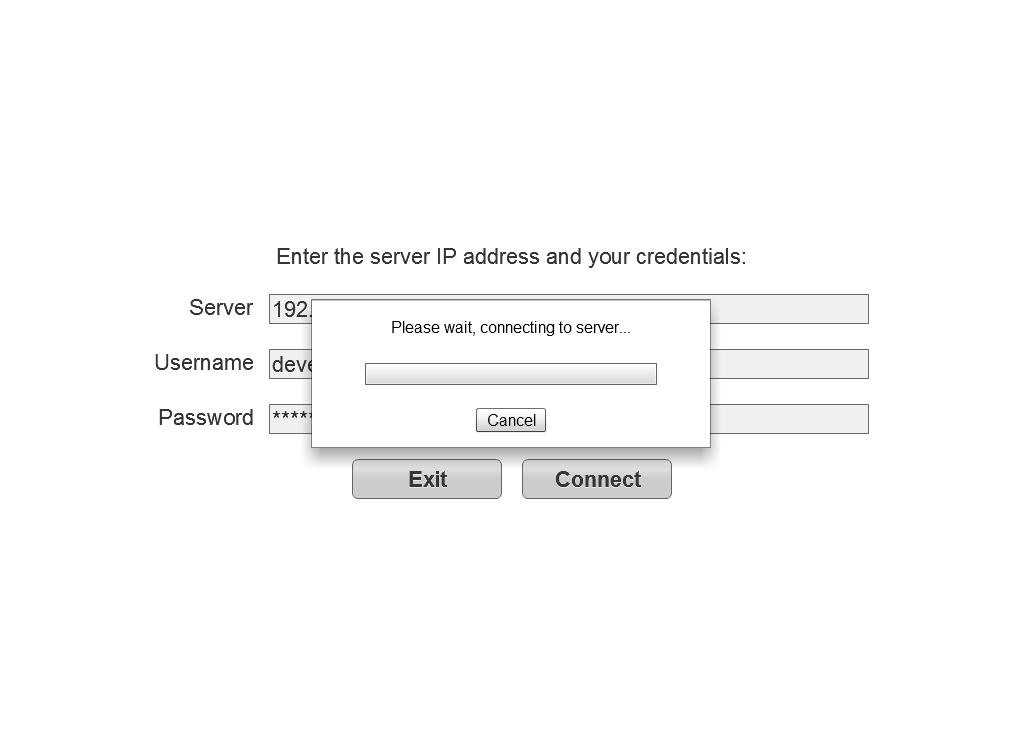 Enter the server IP address and your credentials:
Server 192.
Please wait, connecting to server...
Username
Password *****
Cancel
Exit Connect